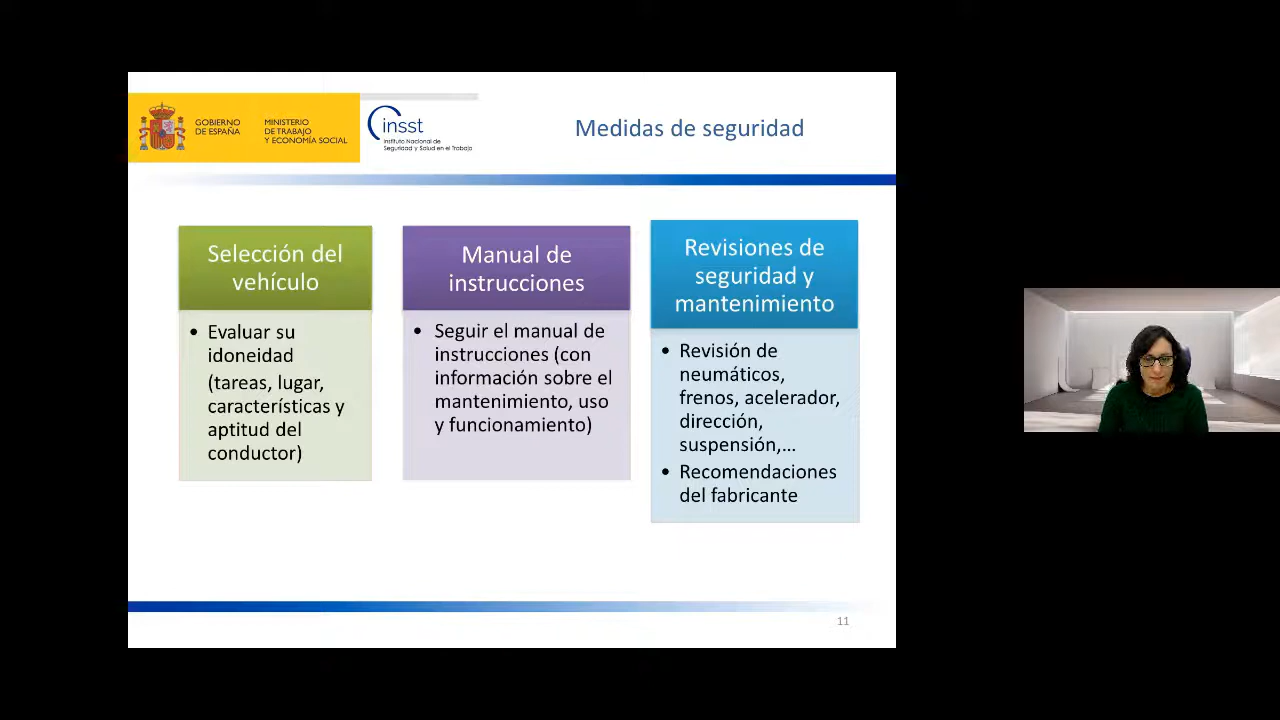 GOBIERNO
DE ESPAÑA
MINISTERIO
DE TRABAJO
Y ECONOMÍA SOCIAL
insst
Instituto Nacional de
Seguridad y Salud en el Trabajo
Medidas de seguridad
Selección del
vehículo
• Evaluar su
idoneidad
(tareas, lugar,
características y
aptitud del
conductor)
Manual de
instrucciones
• Seguir el manual de
instrucciones (con
información sobre el
mantenimiento, uso
y funcionamiento)
Revisiones de
seguridad y
mantenimiento
• Revisión de
neumáticos,
frenos, acelerador,
dirección,
suspensión,…
• Recomendaciones
del fabricante
11